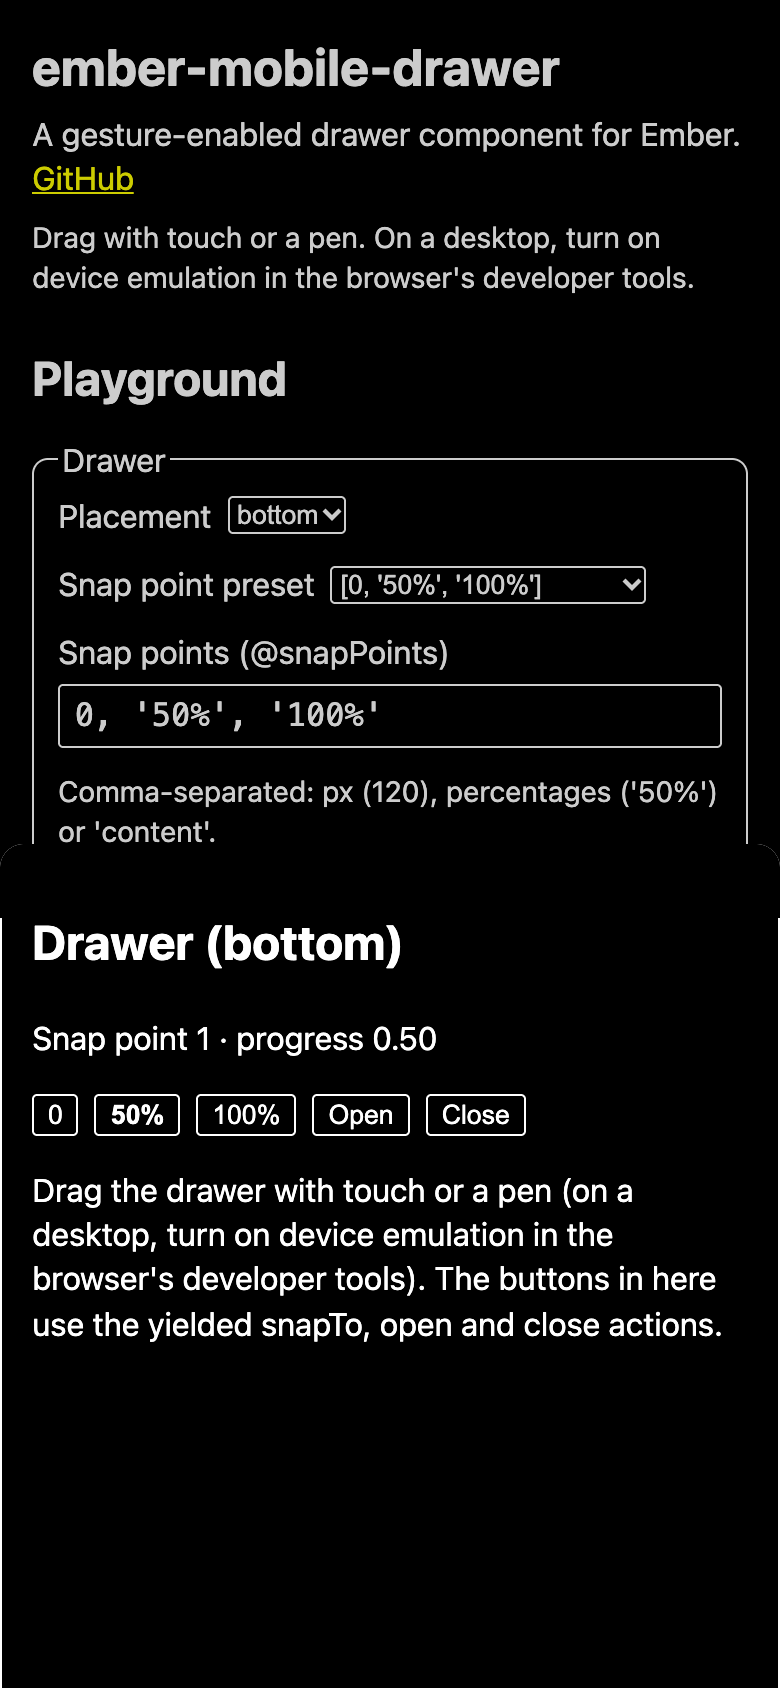 ember-mobile-drawer
A gesture-enabled drawer component for Ember.
GitHub
Drag with touch or a pen. On a desktop, turn on
device emulation in the browser's developer tools.
Playground
Drawer
Placement bottom
Snap point preset [0, '50%', '100%']
Snap points (@snapPoints)
0, '50%', '100%'
Comma-separated: px (120), percentages ('50%')
or 'content'.
Drawer (bottom)
Snap point 1 · progress 0.50
0 50% 100% Open Close
Drag the drawer with touch or a pen (on a
desktop, turn on device emulation in the
browser's developer tools). The buttons in here
use the yielded snapTo, open and close actions.